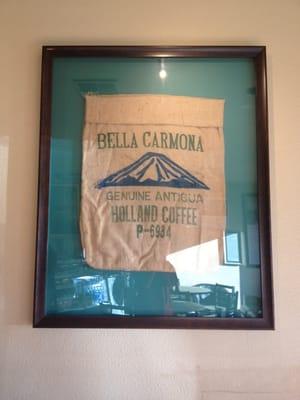 BELLA CARMONA
GENUINE ANTIGUA
HOLLAND COFFEE
P-6934